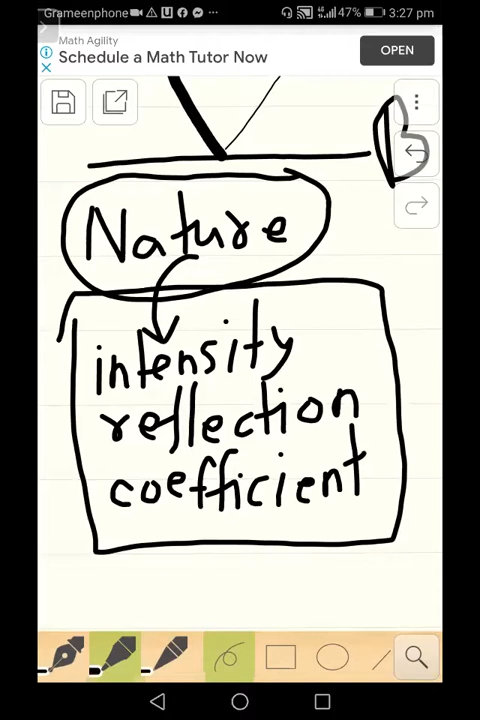 Grameenphone 47% 3:27 pm
Math Agility
Schedule a Math Tutor Now
OPEN
B
Nature
intensity
reflection
coefficient